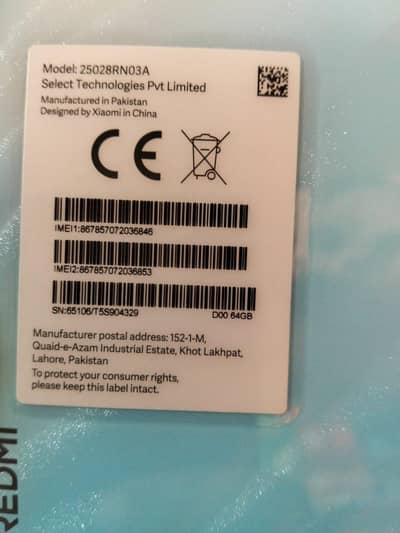 Model: 25028RN03A
Select Technologies Pvt Limited
Manufactured in Pakistan
Designed by Xiaomi in China
CE
IMEI1:867857072036846
IMEI2:867857072036853
SN:65106/T5S904329 D00 64GB
Manufacturer postal address: 152-1-M,
Quaid-e-Azam Industrial Estate, Khot Lakhpat,
Lahore, Pakistan
To protect your consumer rights,
please keep this label intact.
REDMI